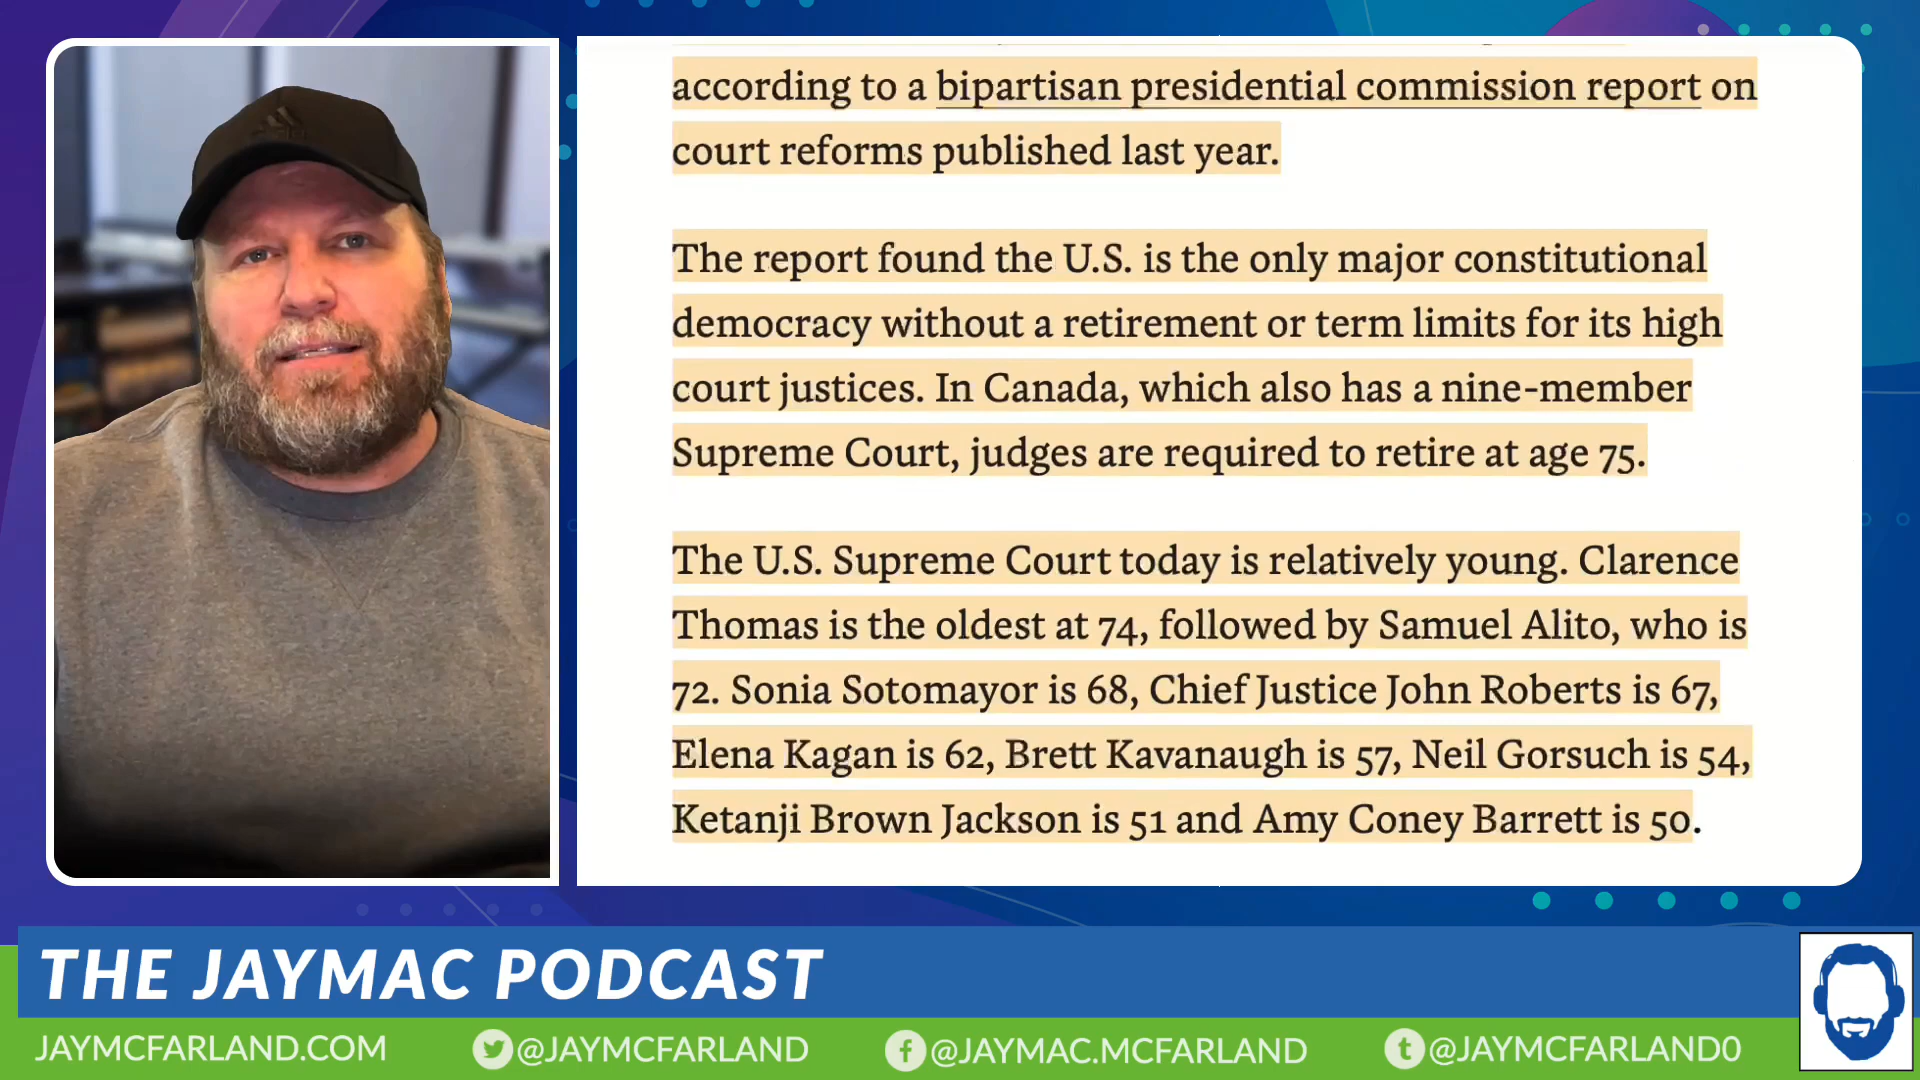 according to a bipartisan presidential commission report on
court reforms published last year.
The report found the U.S. is the only major constitutional
democracy without a retirement or term limits for its high
court justices. In Canada, which also has a nine-member
Supreme Court, judges are required to retire at age 75.
The U.S. Supreme Court today is relatively young. Clarence
Thomas is the oldest at 74, followed by Samuel Alito, who is
72. Sonia Sotomayor is 68, Chief Justice John Roberts is 67,
Elena Kagan is 62, Brett Kavanaugh is 57, Neil Gorsuch is 54,
Ketanji Brown Jackson is 51 and Amy Coney Barrett is 50.
THE JAYMAC PODCAST
JAYMCFARLAND.COM @JAYMCFARLAND @JAYMAC.MCFARLAND @JAYMCFARLAND0